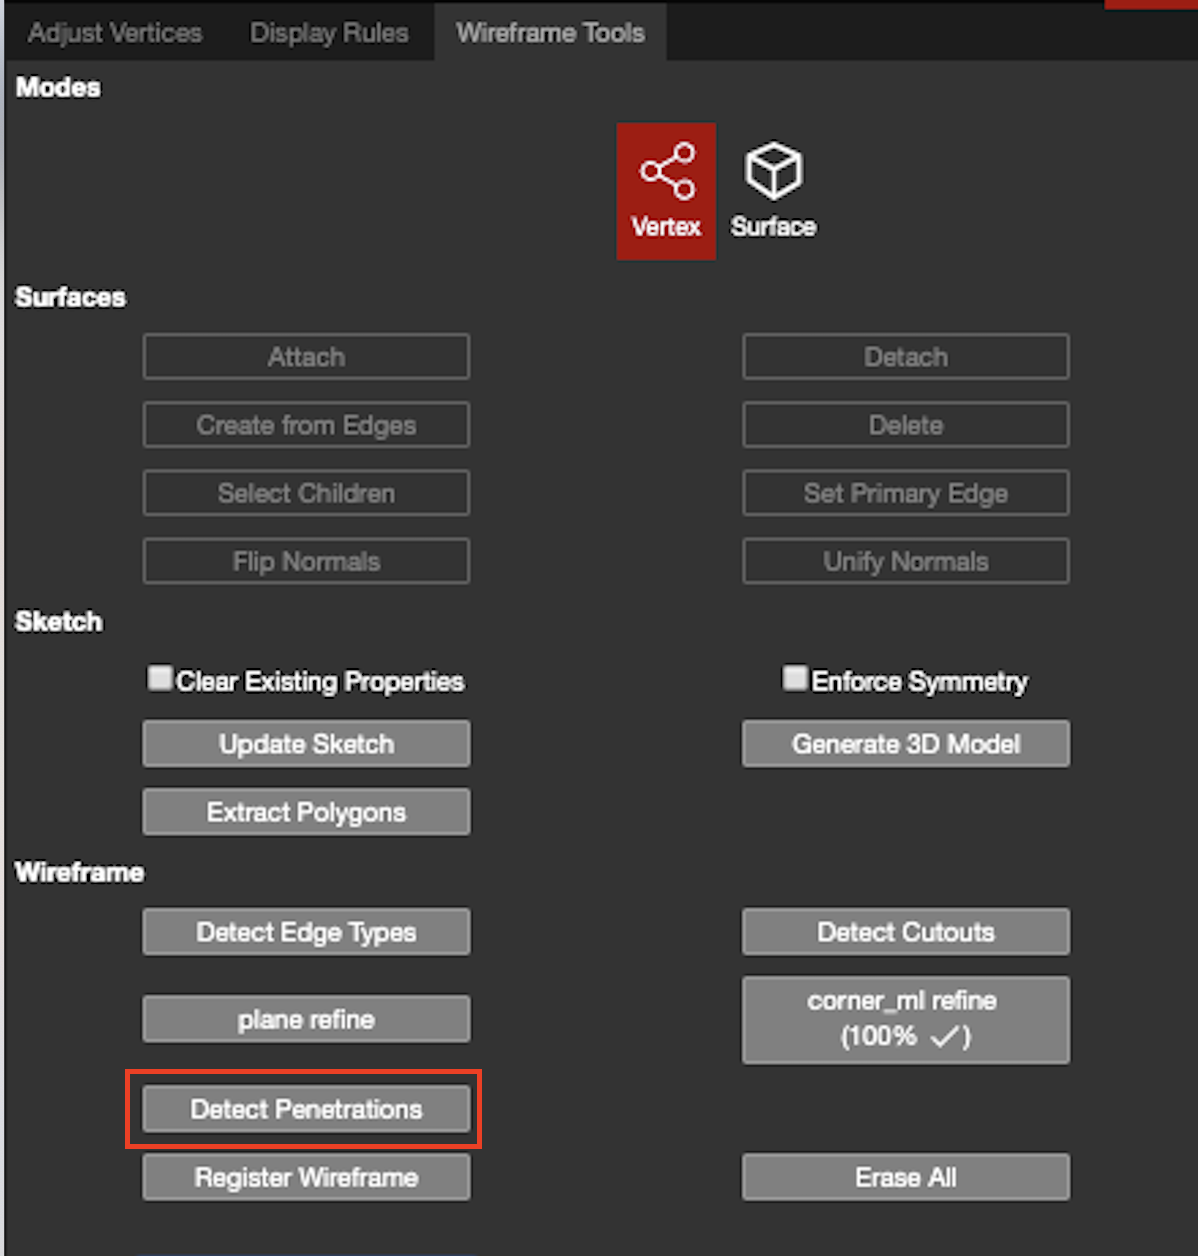 Adjust Vertices Display Rules Wireframe Tools
Modes
Vertex Surface
Surfaces
Attach Detach
Create from Edges Delete
Select Children Set Primary Edge
Flip Normals Unify Normals
Sketch
Clear Existing Properties Enforce Symmetry
Update Sketch Generate 3D Model
Extract Polygons
Wireframe
Detect Edge Types Detect Cutouts
plane refine corner_ml refine
(100% ✓)
Detect Penetrations
Register Wireframe Erase All